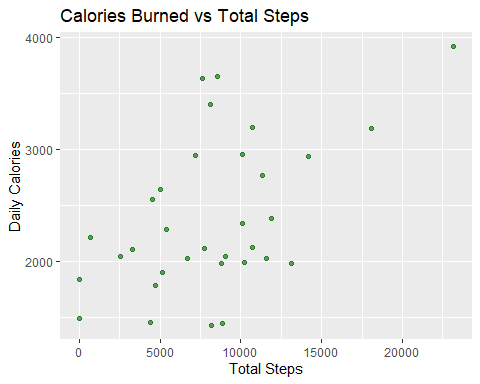 Calories Burned vs Total Steps
4000
3000
2000
Daily Calories
0 5000 10000 15000 20000
Total Steps